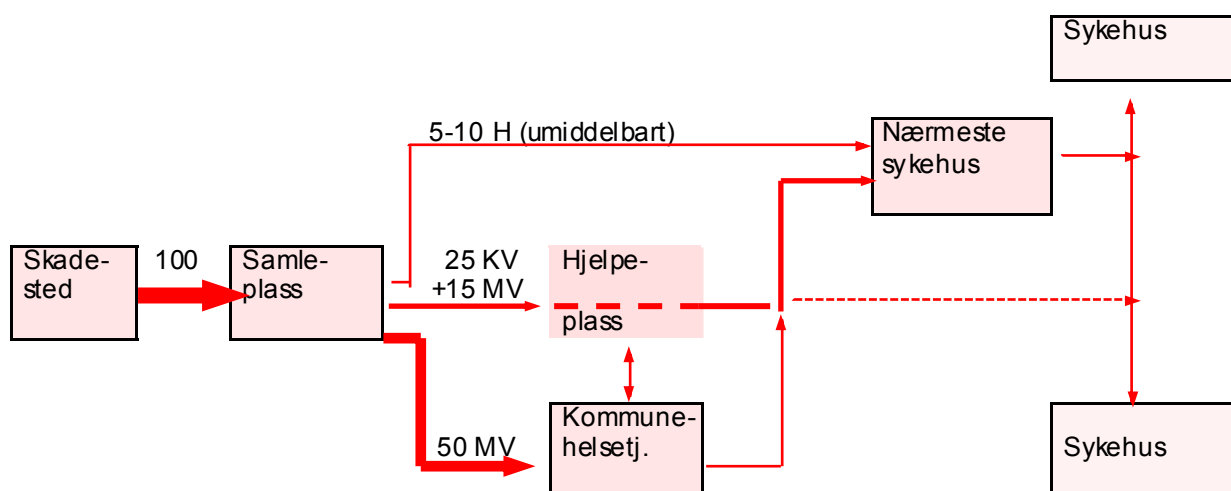 Sykehus
5-10 H (umiddelbart)
Nærmeste
sykehus
Skade-
sted
100
Samle-
plass
25 KV
+15 MV
Hjelpe-
plass
50 MV
Kommune-
helsetj.
Sykehus